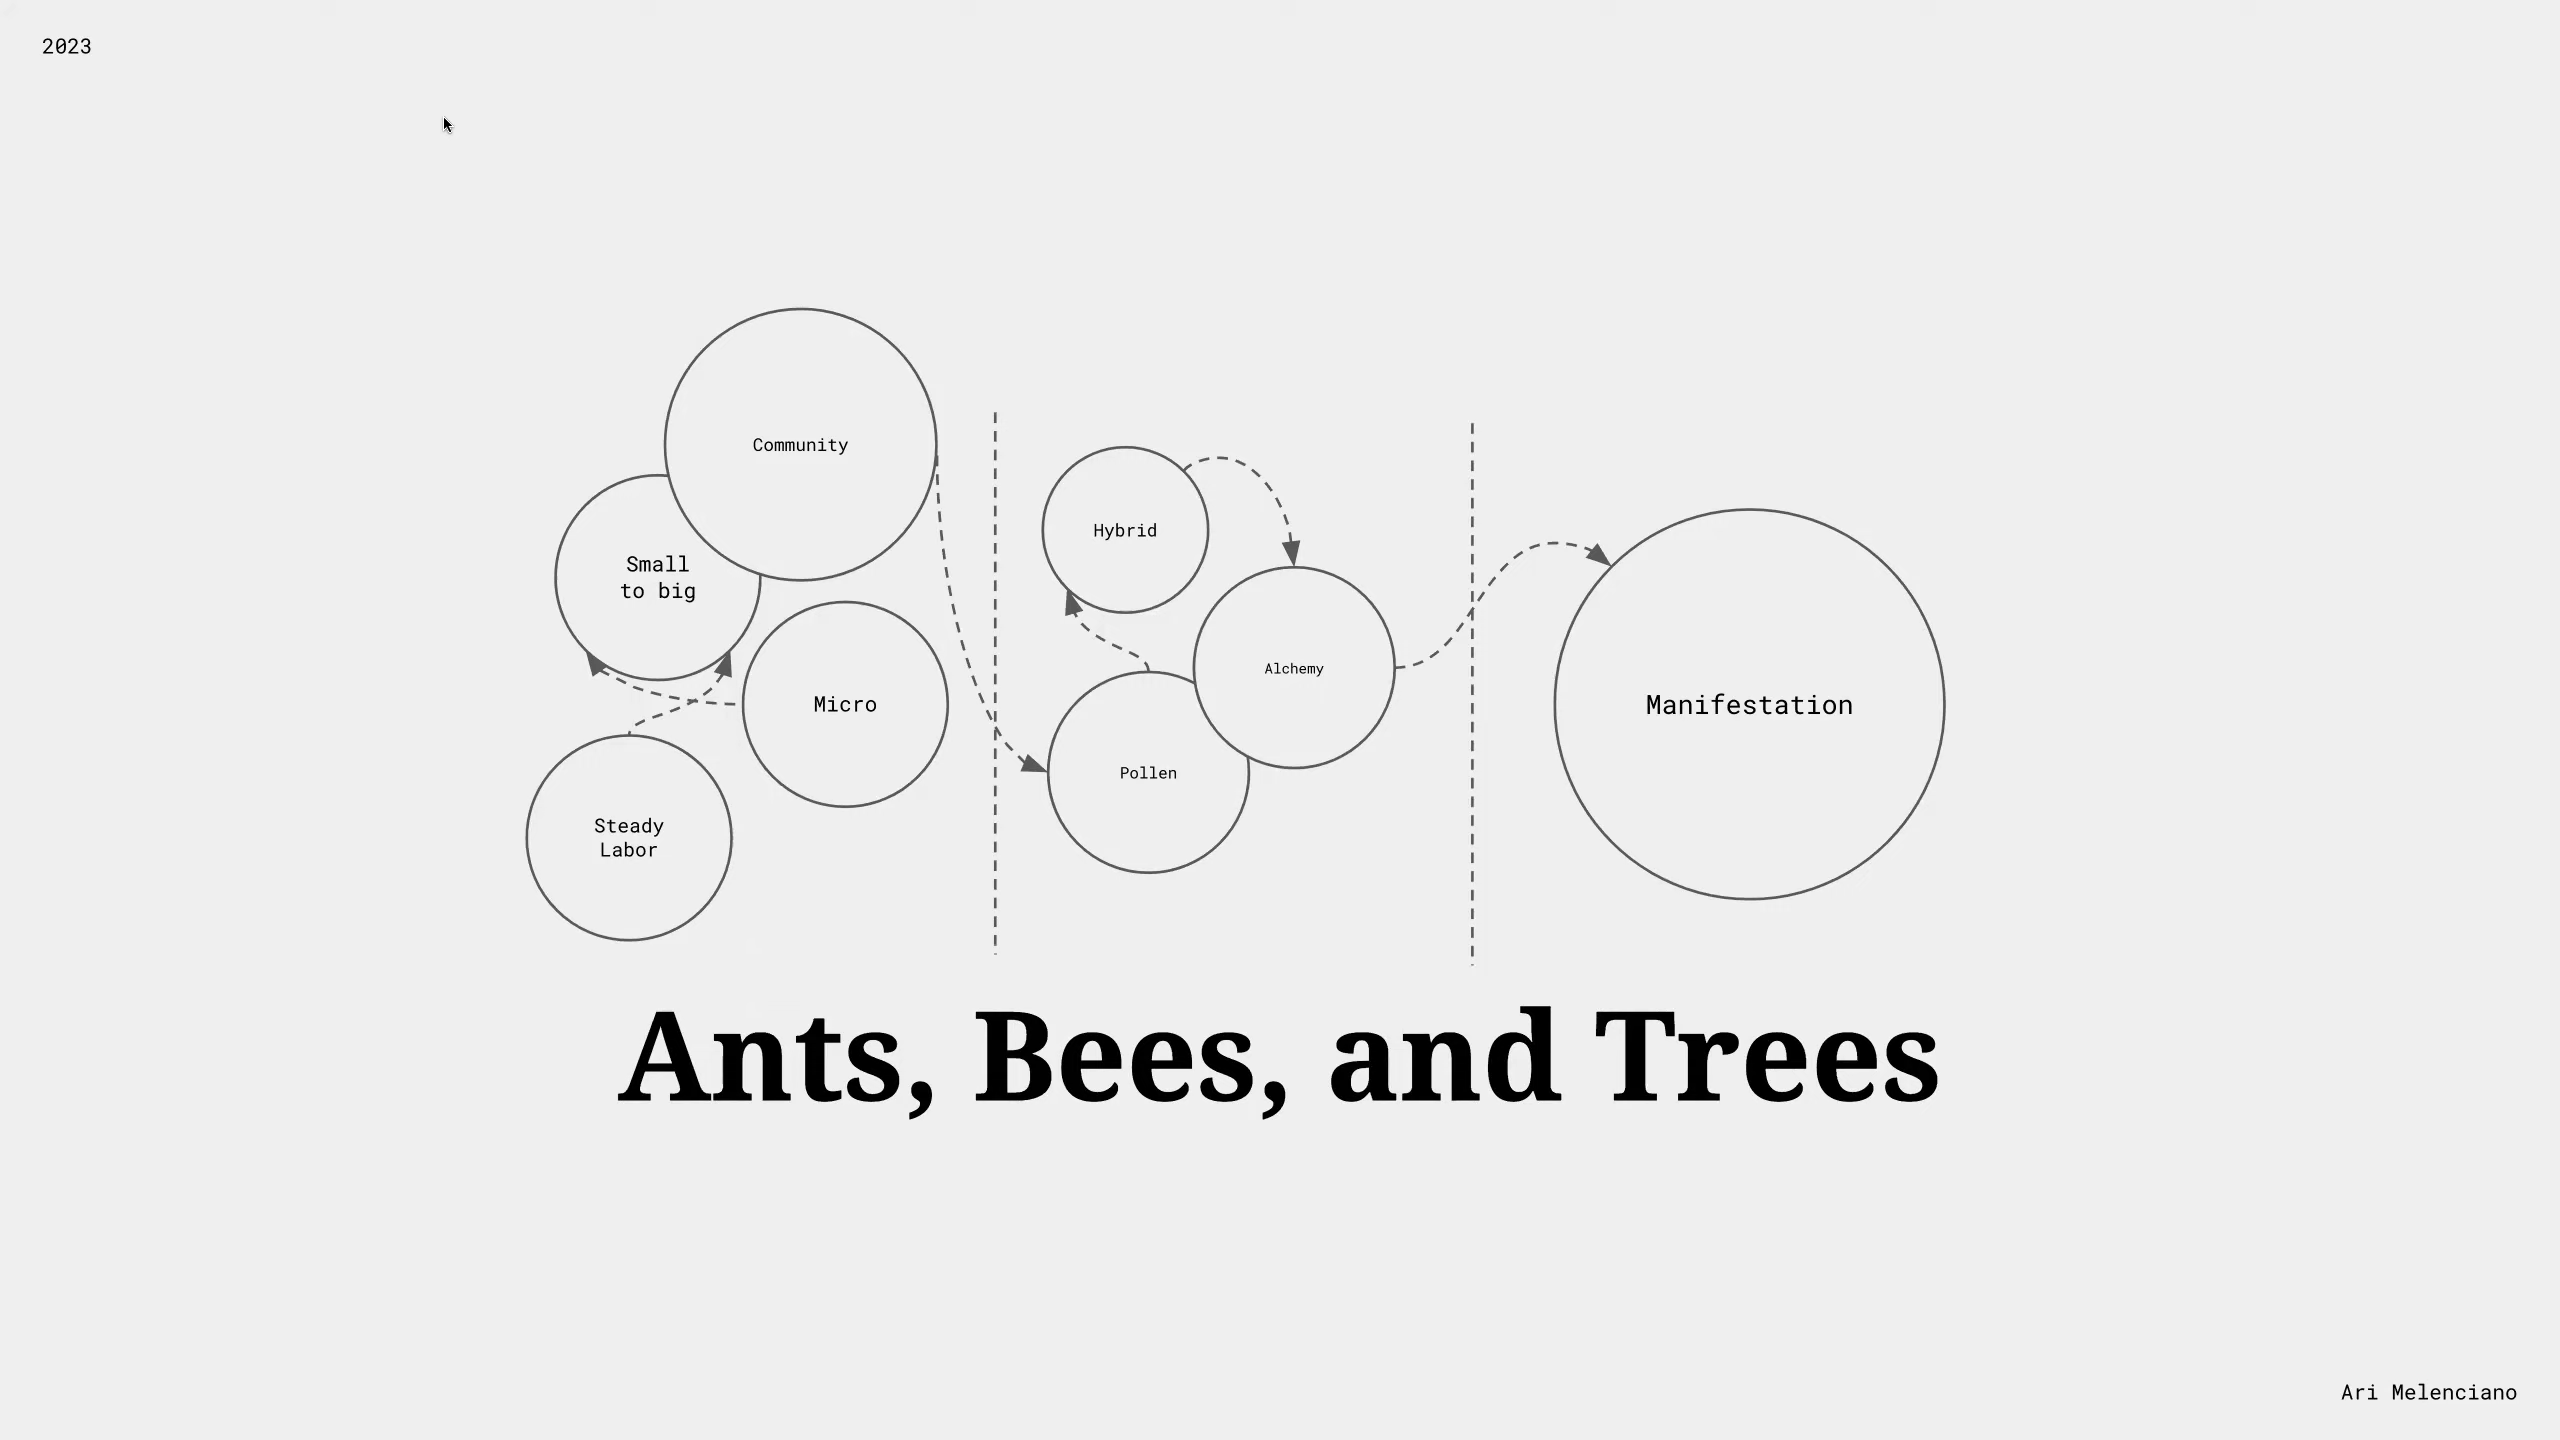 2023
Community
Small
to big
Micro
Steady
Labor
Hybrid
Alchemy
Pollen
Manifestation
Ants, Bees, and Trees
Ari Melenciano